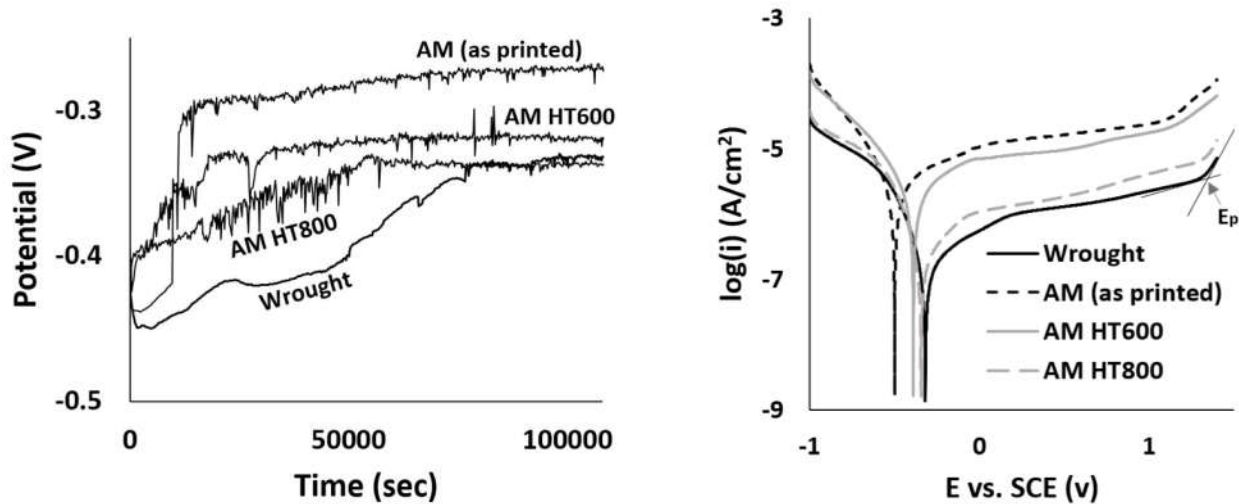 Potential (V)
-0.3
-0.4
-0.5
0
50000
100000
Time (sec)
AM (as printed)
AM HT600
AM HT800
Wrought
log(i) (A/cm²)
-3
-5
-7
-9
-1
0
1
E vs. SCE (v)
Ep
Wrought
AM (as printed)
AM HT600
AM HT800